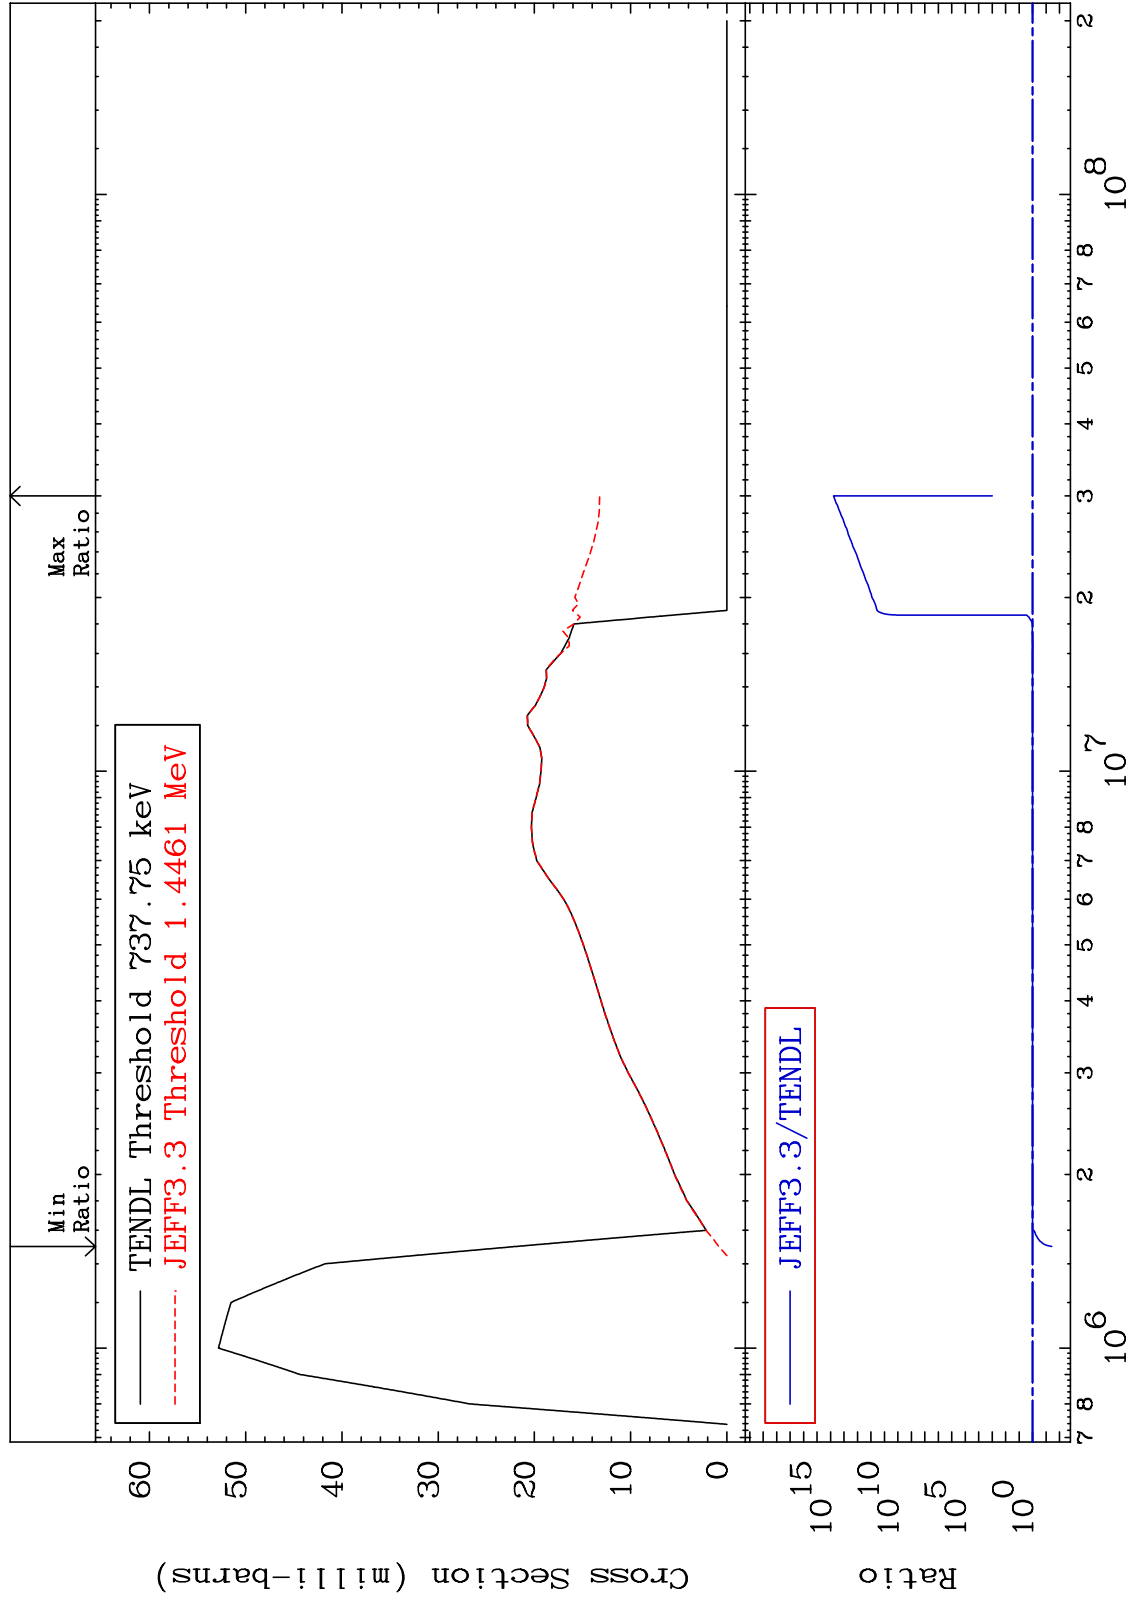 Min
Ratio
Max
Ratio
TENDL Threshold 737.75 keV
JEFF3.3 Threshold 1.4461 MeV
60
50
40
30
20
10
0
Cross Section (milli-barns)
JEFF3.3/TENDL
10 15
10 10
10 5
10 0
Ratio
7 8 10 6 2 3 4 5 6 7 8 10 7 2 3 4 5 6 7 8 10 8 2